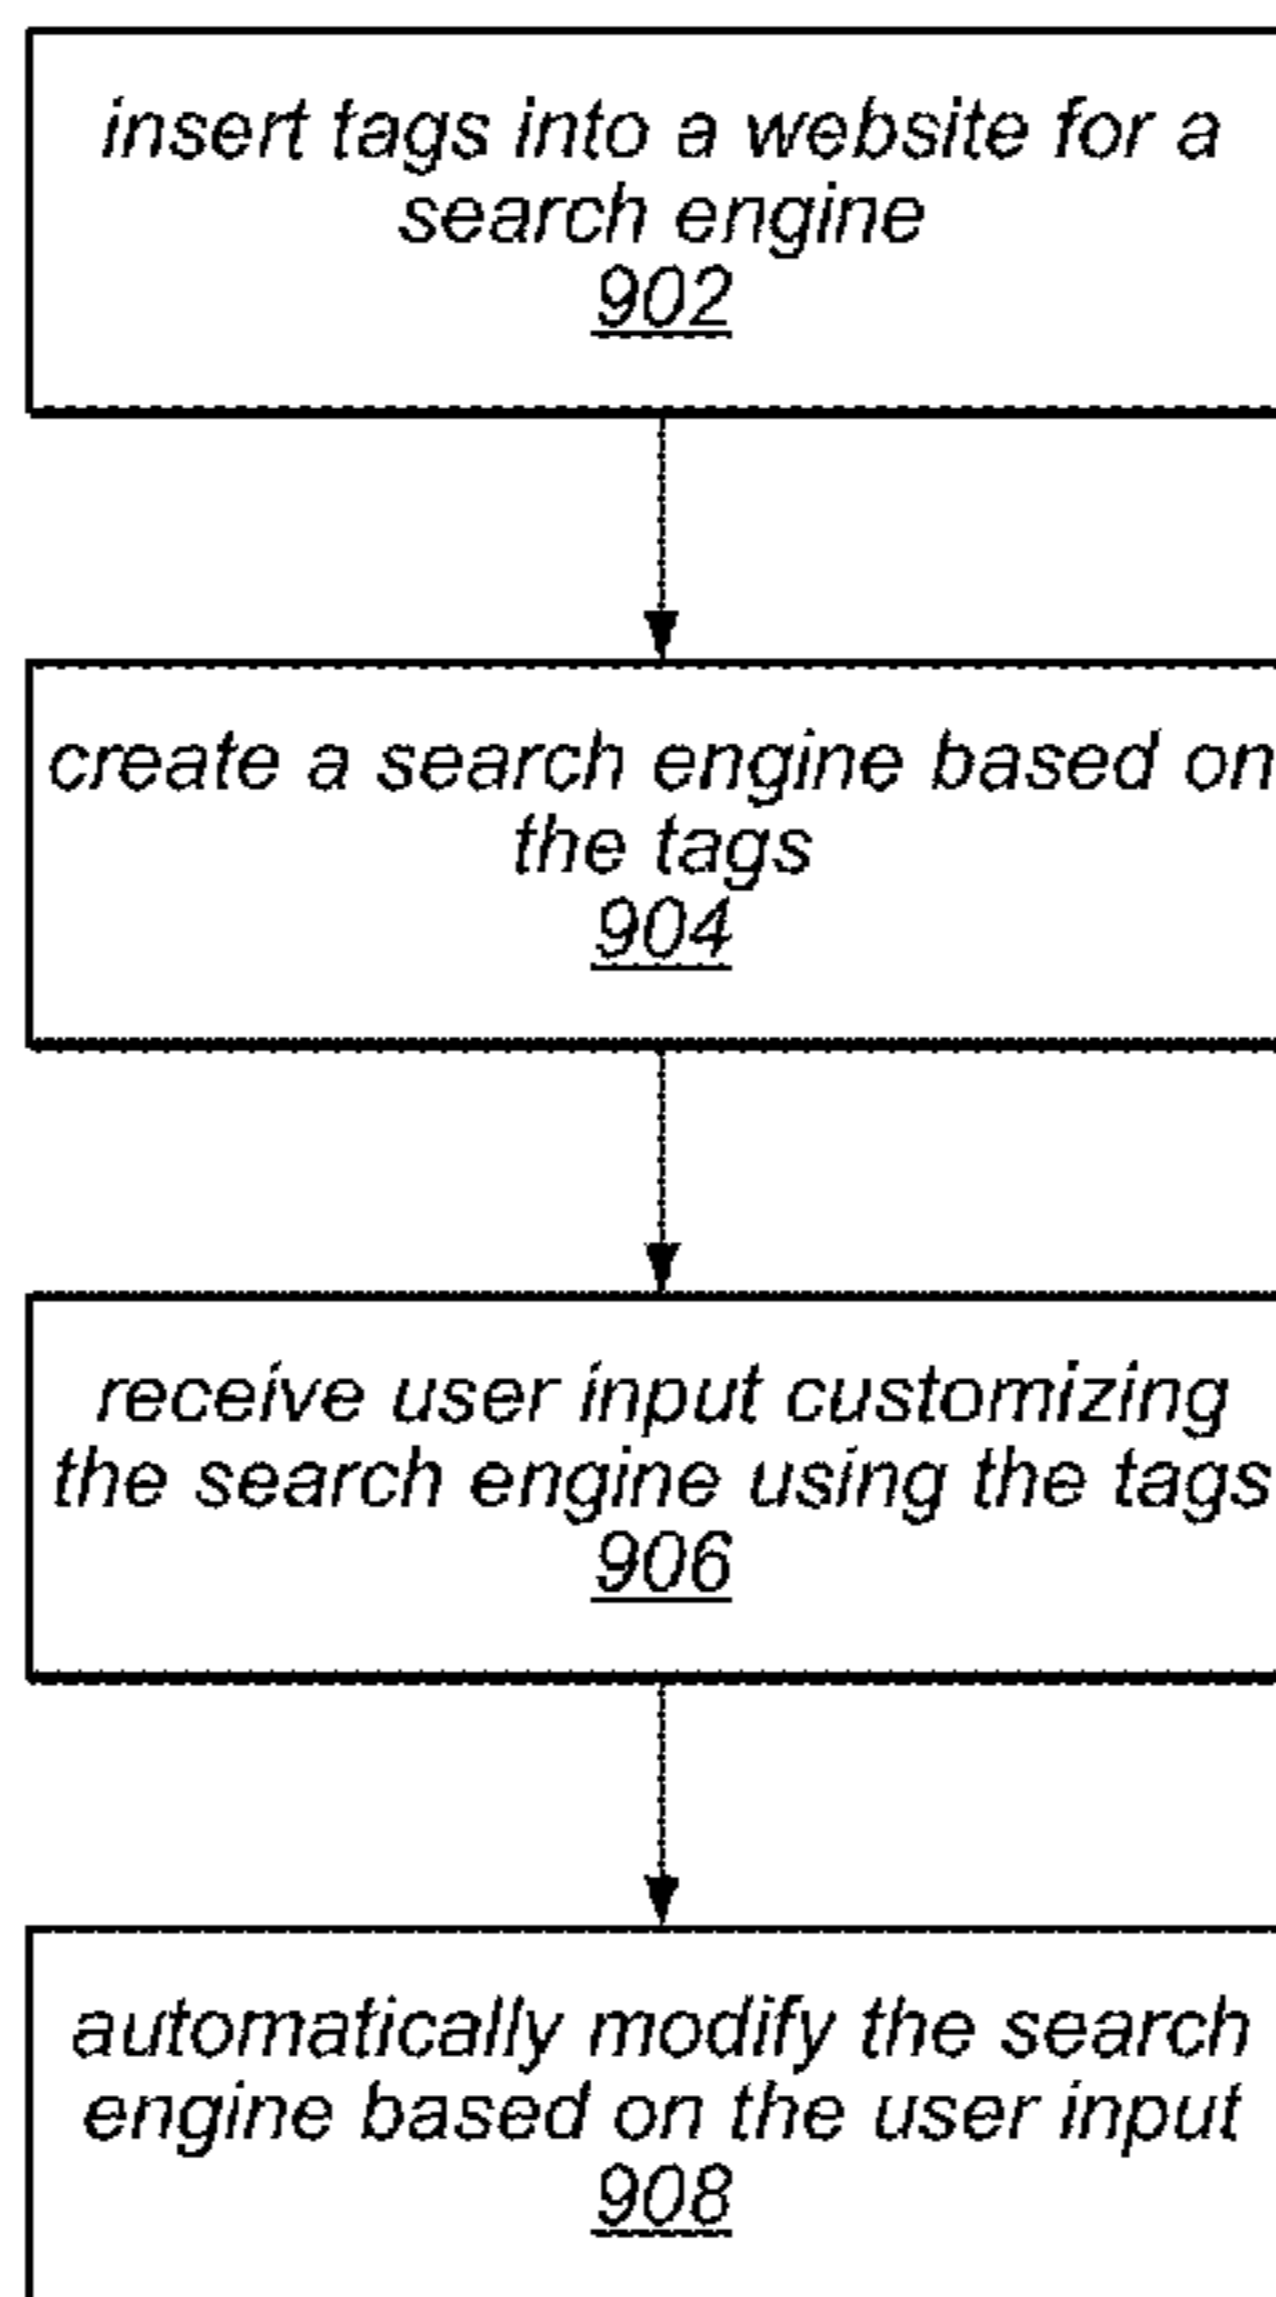 insert tags into a website for a
search engine
902
create a search engine based on
the tags
904
receive user input customizing
the search engine using the tags
906
automatically modify the search
engine based on the user input
908